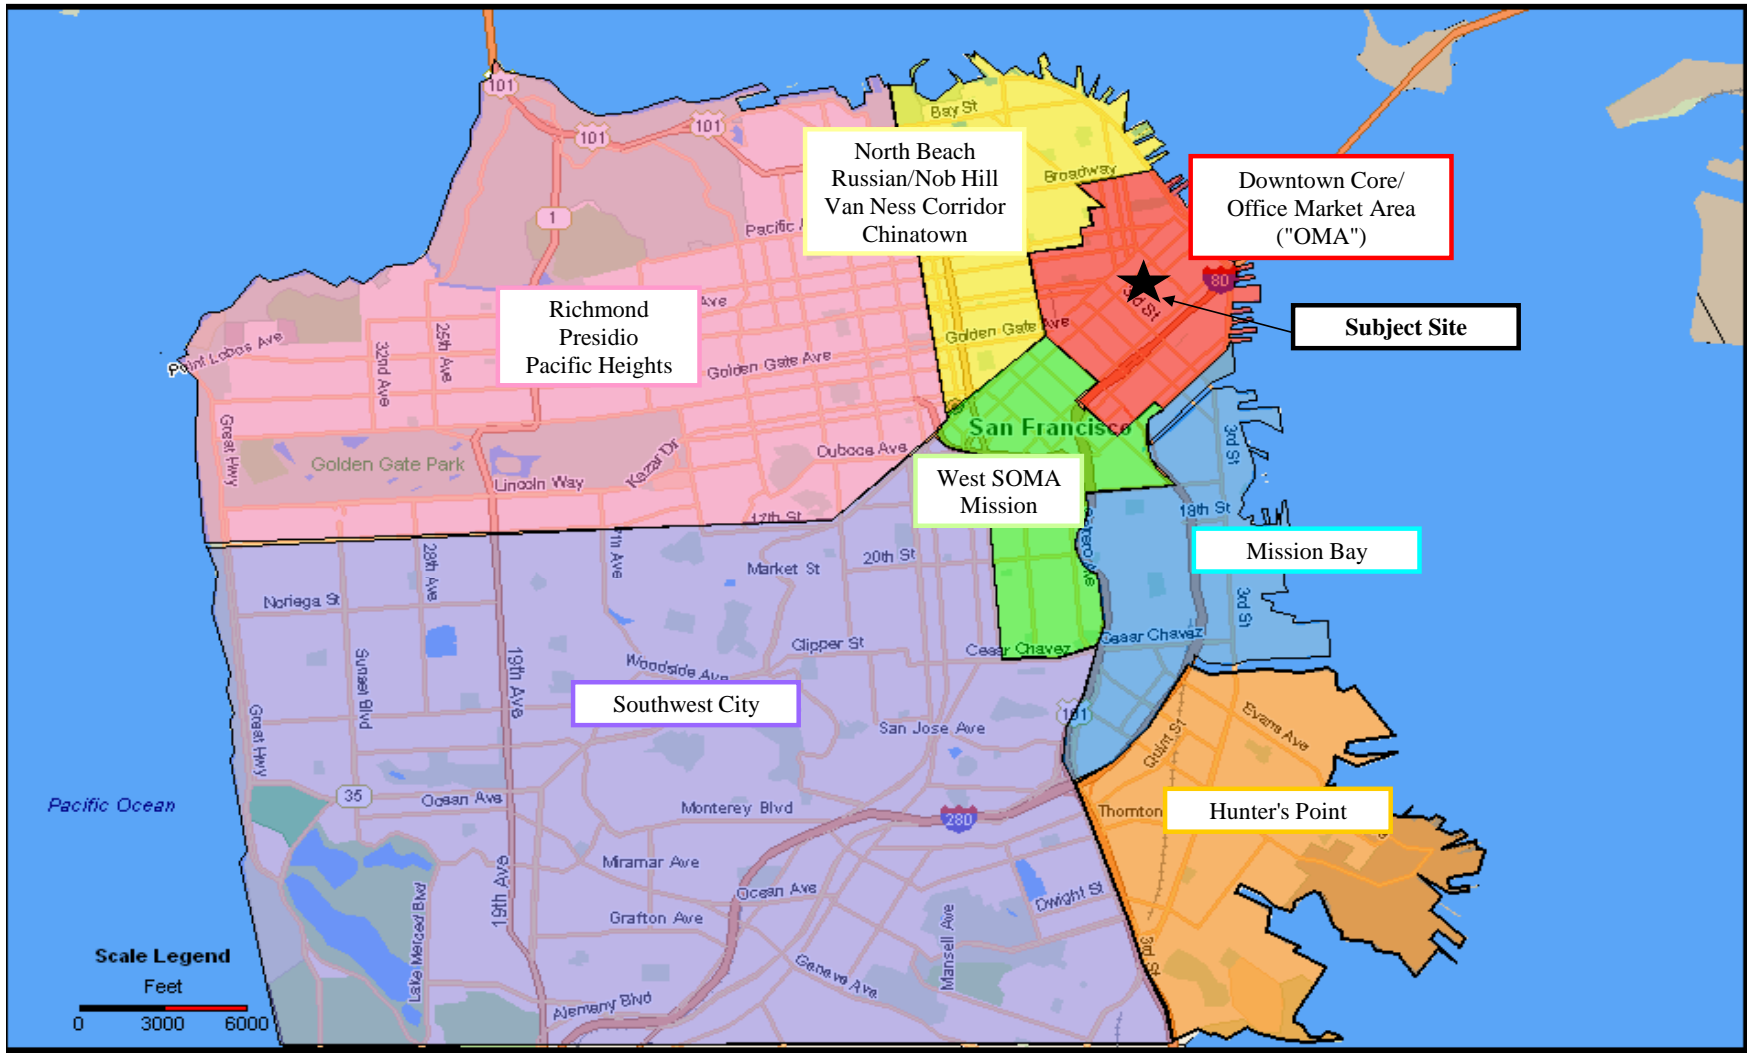 101
101
101
Bay St
North Beach
Russian/Nob Hill
Van Ness Corridor
Chinatown
Broadway
Downtown Core/
Office Market Area
("OMA")
1
Pacific A
80
3rd St
Subject Site
Richmond
Presidio
Pacific Heights
Ave
Golden Gate Ave
Golden Gate Ave
Point Lobos Ave
32nd Ave
25th Ave
Great Hwy
San Francisco
3rd St
Duboce Ave
Golden Gate Park
Kezar Dr
Lincoln Way
West SOMA
Mission
17th St
18th St
Mission Bay
28th Ave
7th Ave
Market St
20th St
Noriega St
3rd St
Sunset Blvd
19th Ave
Clipper St
Cesar Chavez
Cesar Chavez
Woodside Ave
Southwest City
Great Hwy
San Jose Ave
101
Quint St
Evans Ave
Pacific Ocean
35
Ocean Ave
Monterey Blvd
280
Thornton
Hunter's Point
Miramar Ave
Ocean Ave
19th Ave
Lake Merced Blvd
Grafton Ave
Mansell Ave
Dwight St
3rd St
Geneva Ave
Alemany Blvd
Scale Legend
Feet
0 3000 6000